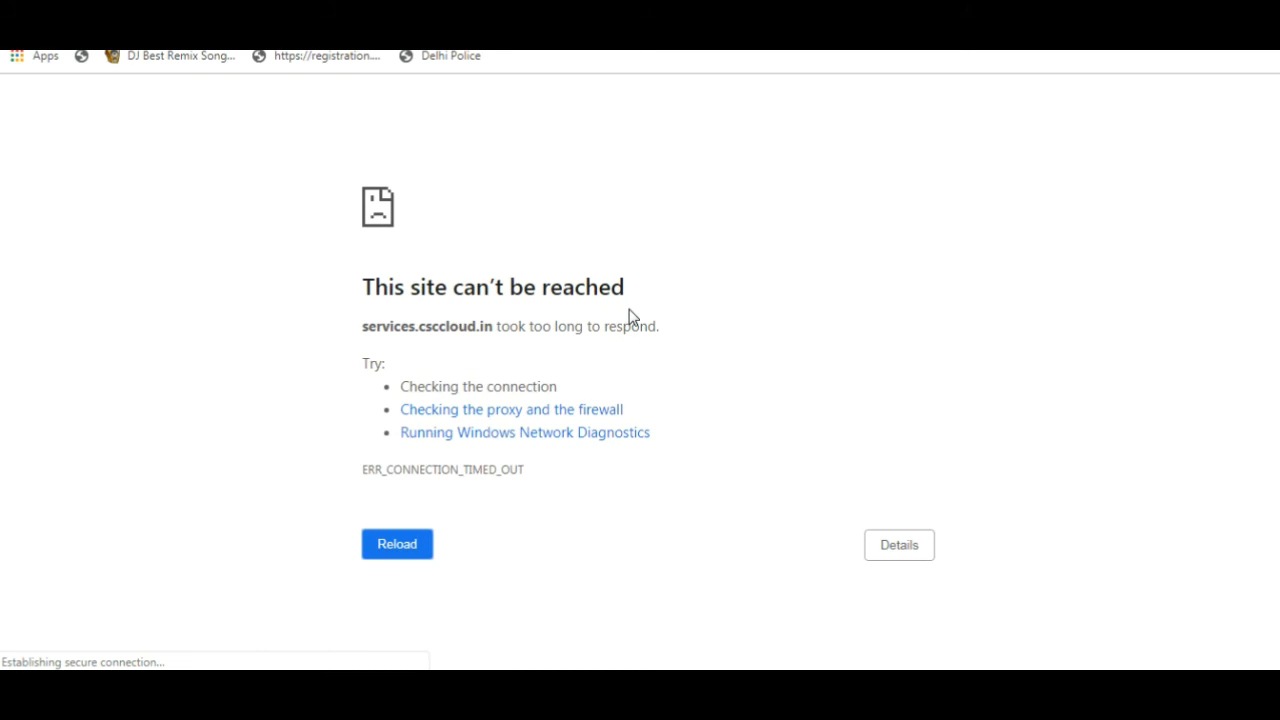 Apps DJ Best Remix Song... https://registration.... Delhi Police
This site can't be reached
services.csccloud.in took too long to respond.
Try:
• Checking the connection
• Checking the proxy and the firewall
• Running Windows Network Diagnostics
ERR_CONNECTION_TIMED_OUT
Reload Details
Establishing secure connection...